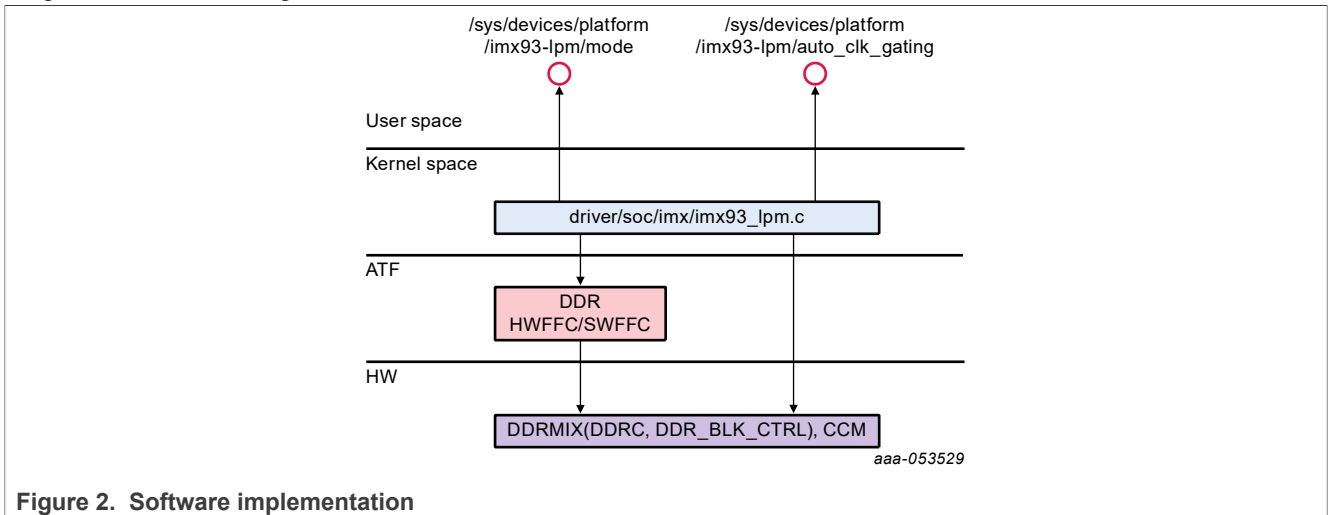 /sys/devices/platform
/imx93-lpm/mode
/sys/devices/platform
/imx93-lpm/auto_clk_gating
User space
Kernel space
driver/soc/imx/imx93_lpm.c
ATF
DDR
HWFFC/SWFFC
HW
DDRMIX(DDRC, DDR_BLK_CTRL), CCM
aaa-053529
Figure 2. Software implementation